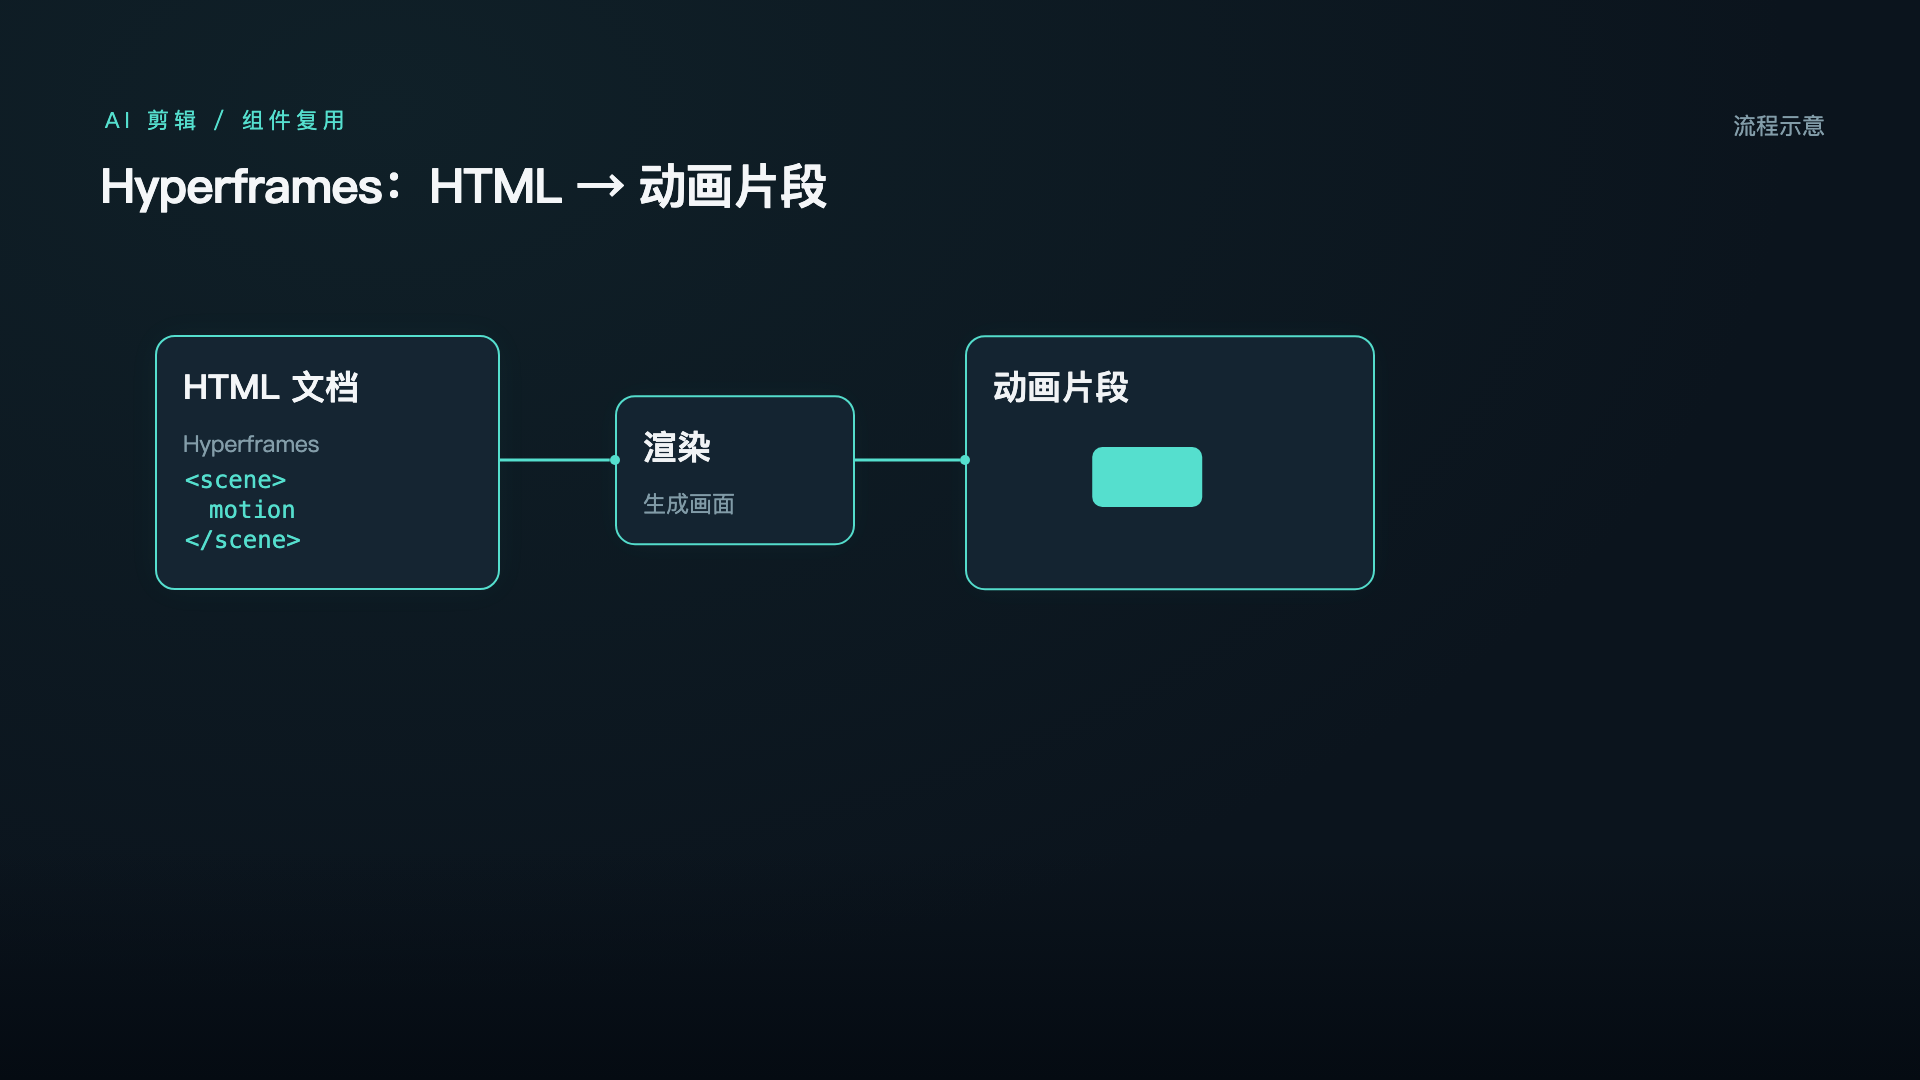 AI 剪辑 / 组件复用
流程示意
Hyperframes：HTML → 动画片段
HTML 文档
Hyperframes
<scene>
  motion
</scene>
渲染
生成画面
动画片段